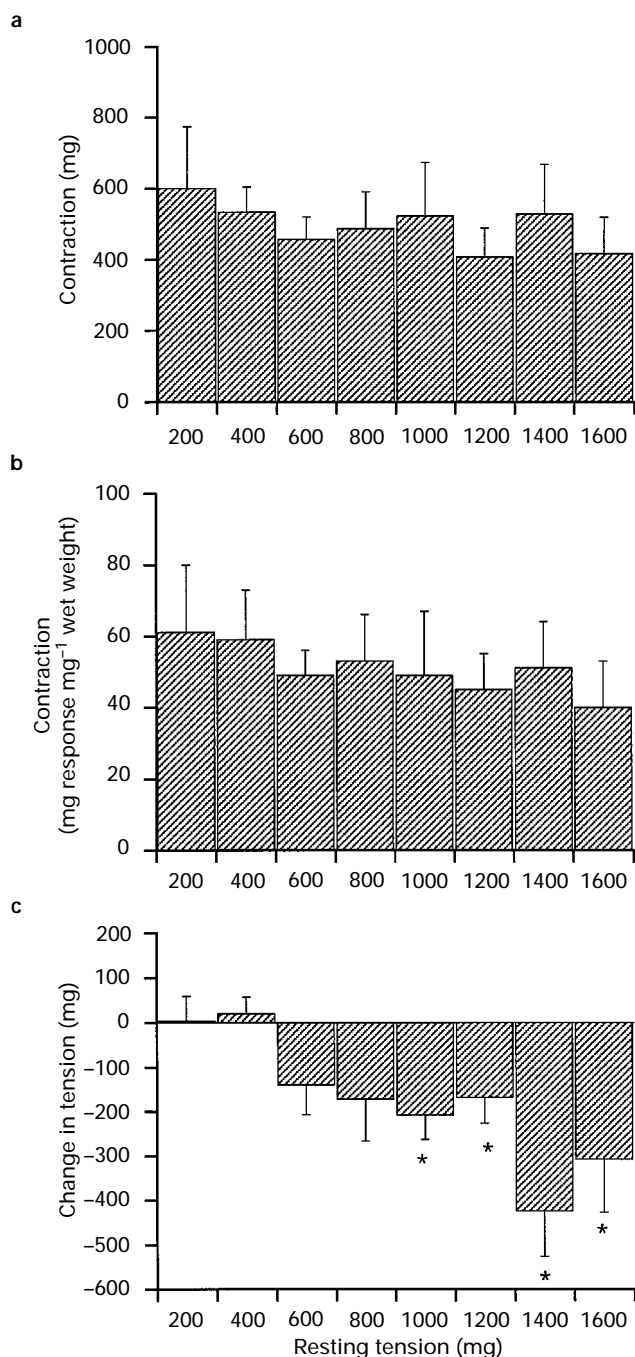 a
1000
800
600
400
200
0
Contraction (mg)
200 400 600 800 1000 1200 1400 1600
b
100
80
60
40
20
0
Contraction
(mg response mg⁻¹ wet weight)
200 400 600 800 1000 1200 1400 1600
c
200
100
0
–100
–200
–300
–400
–500
–600
Change in tension (mg)
* * * *
200 400 600 800 1000 1200 1400 1600
Resting tension (mg)